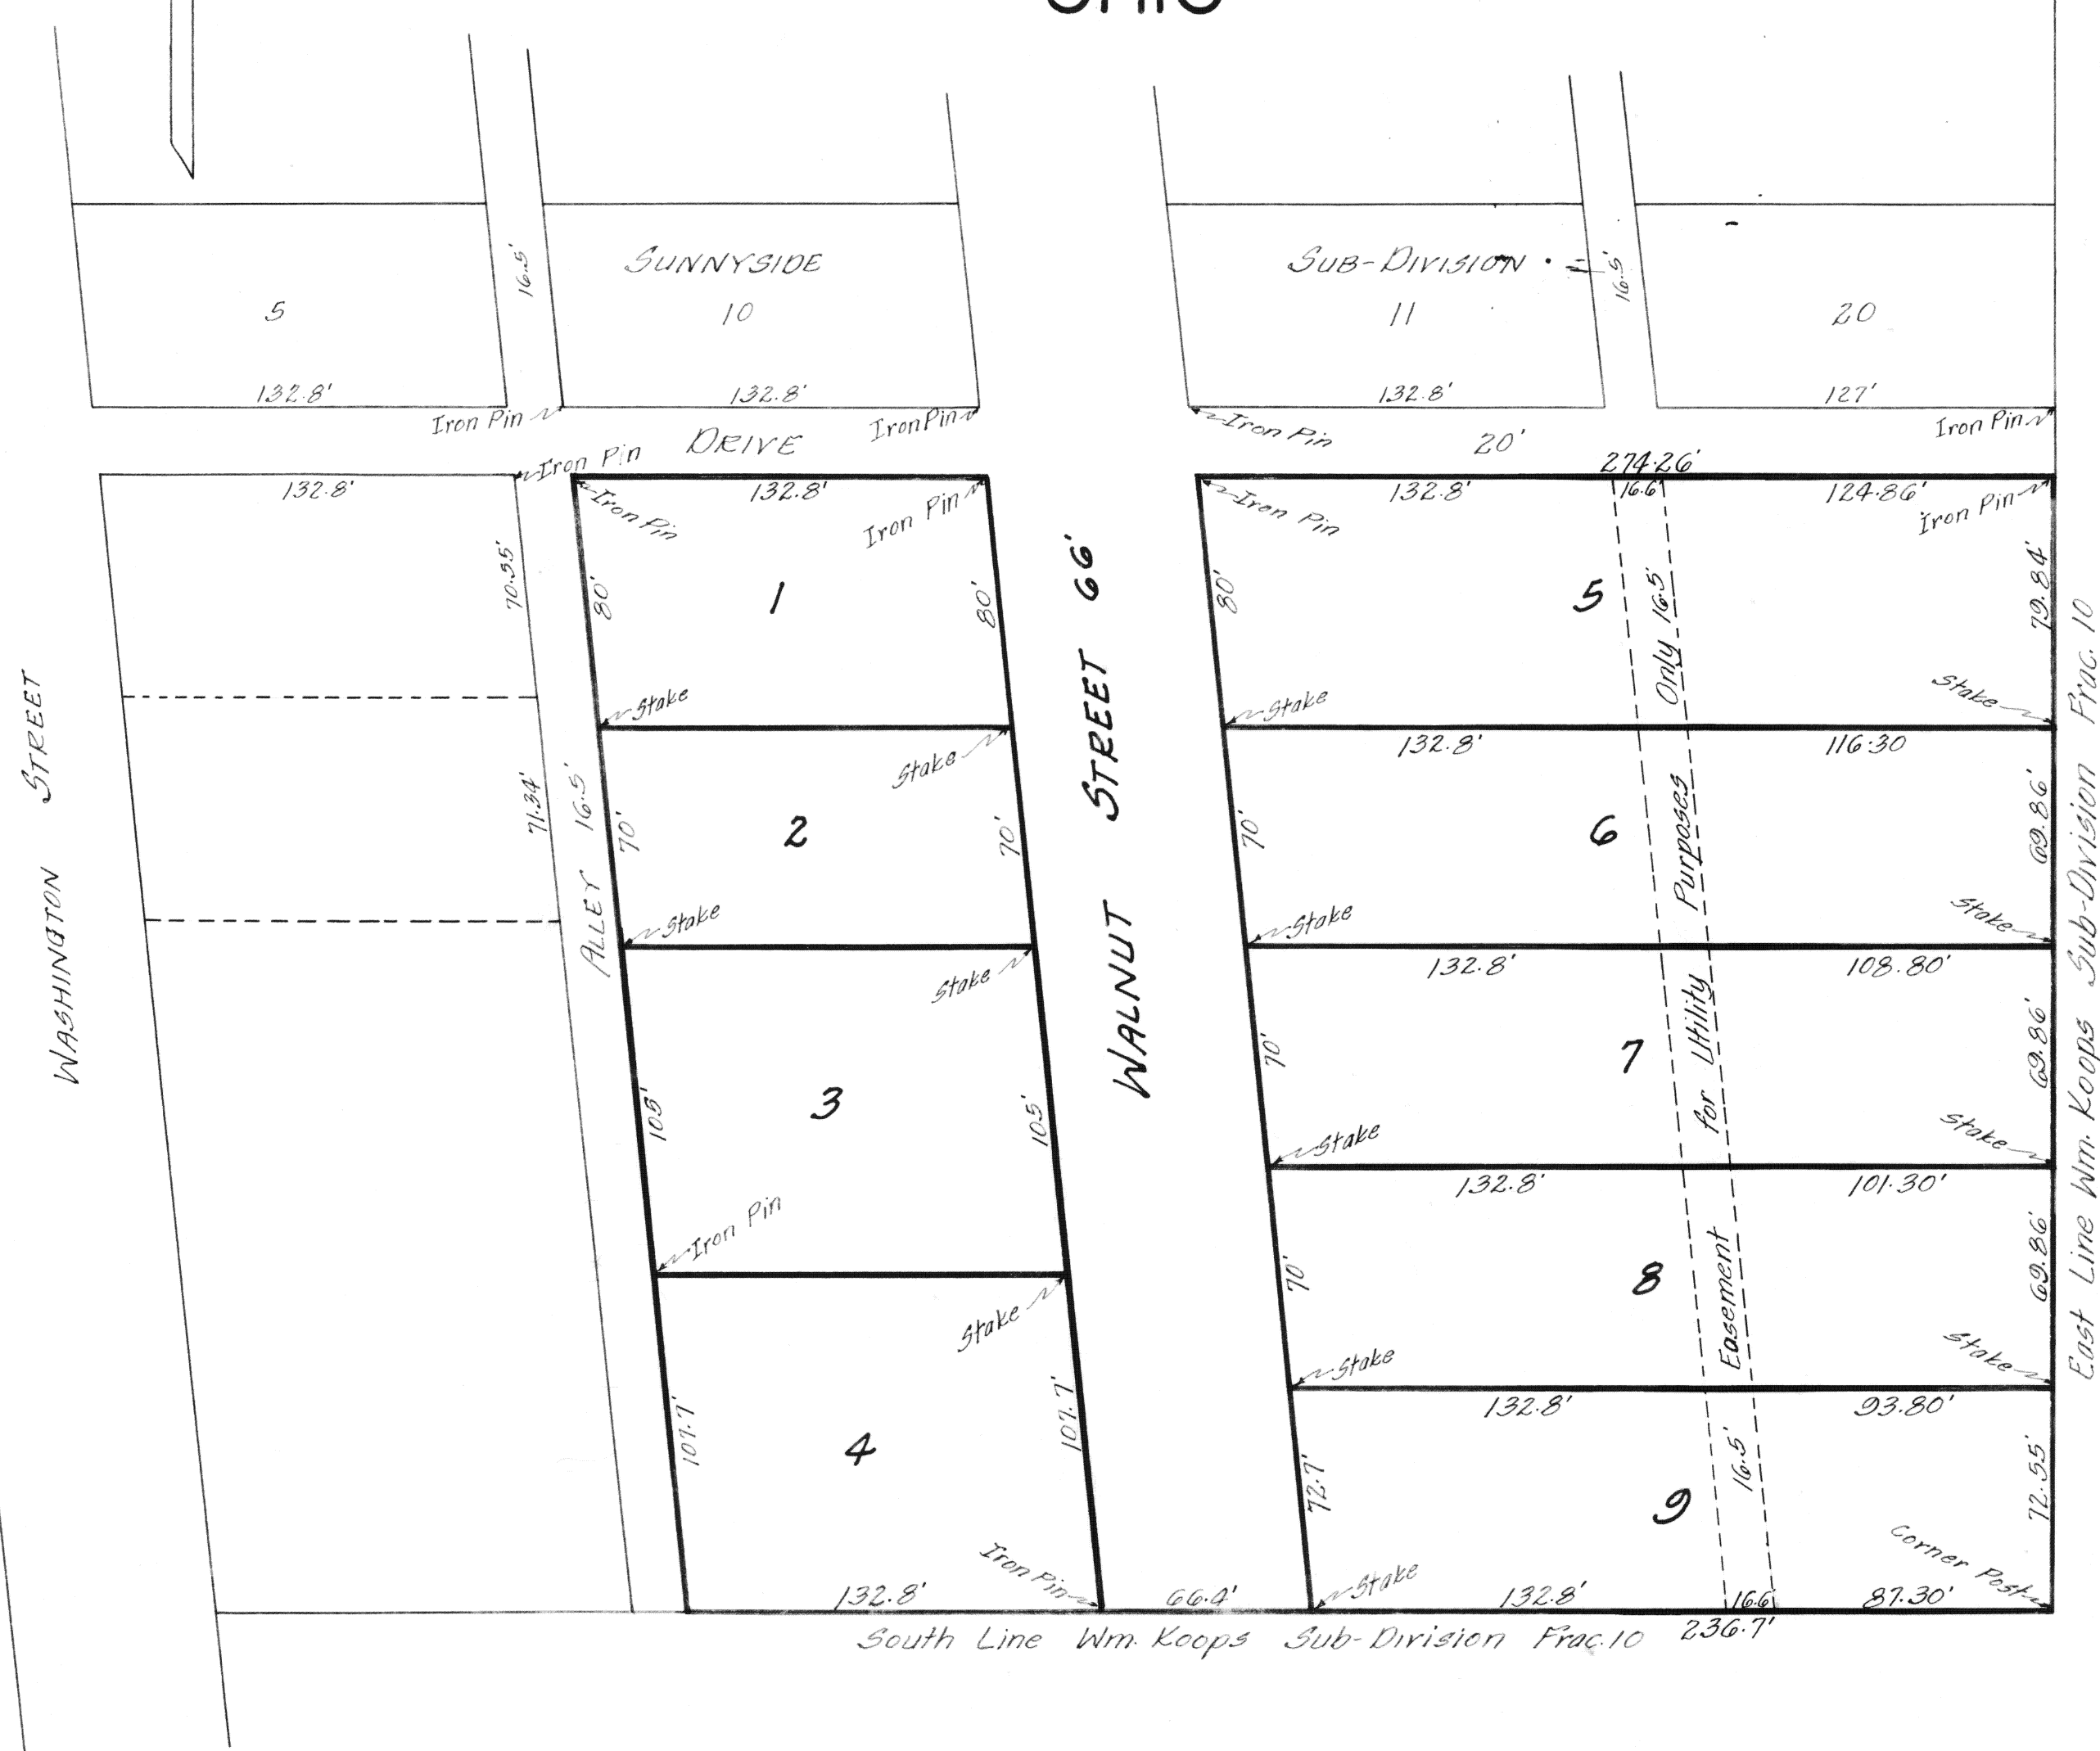 OHIO
SUNNYSIDE
SUB-DIVISION
5
16.5'
10
11
16.5'
20
132.8'
132.8'
132.8'
127'
Iron Pin
Iron Pin
Iron Pin
Iron Pin
DRIVE
20'
Iron Pin
274.26'
132.8'
132.8'
132.8'
16.6'
124.86'
Iron Pin
Iron Pin
Iron Pin
Iron Pin
70.55'
80'
1
80'
80'
5
Only 16.5'
79.84'
Stake
Stake
Stake
Stake
132.8'
116.30
71.34'
ALLEY 16.5'
70'
2
70'
70'
6
Purposes
69.86'
Stake
Stake
Stake
Stake
132.8'
108.80'
WASHINGTON STREET
WALNUT STREET 66'
105'
3
105'
70'
7
for Utility
69.86'
Stake
Stake
132.8'
101.30'
Iron Pin
Stake
70'
8
Easement
69.86'
Stake
Stake
132.8'
93.80'
107.7'
4
107.7'
72.7'
9
16.5'
72.55'
Iron Pin
Stake
Corner Post
132.8'
66.4'
132.8'
16.6'
87.30'
236.7'
South Line Wm. Koops Sub-Division Frac. 10
East Line Wm. Koops Sub-Division Frac. 10